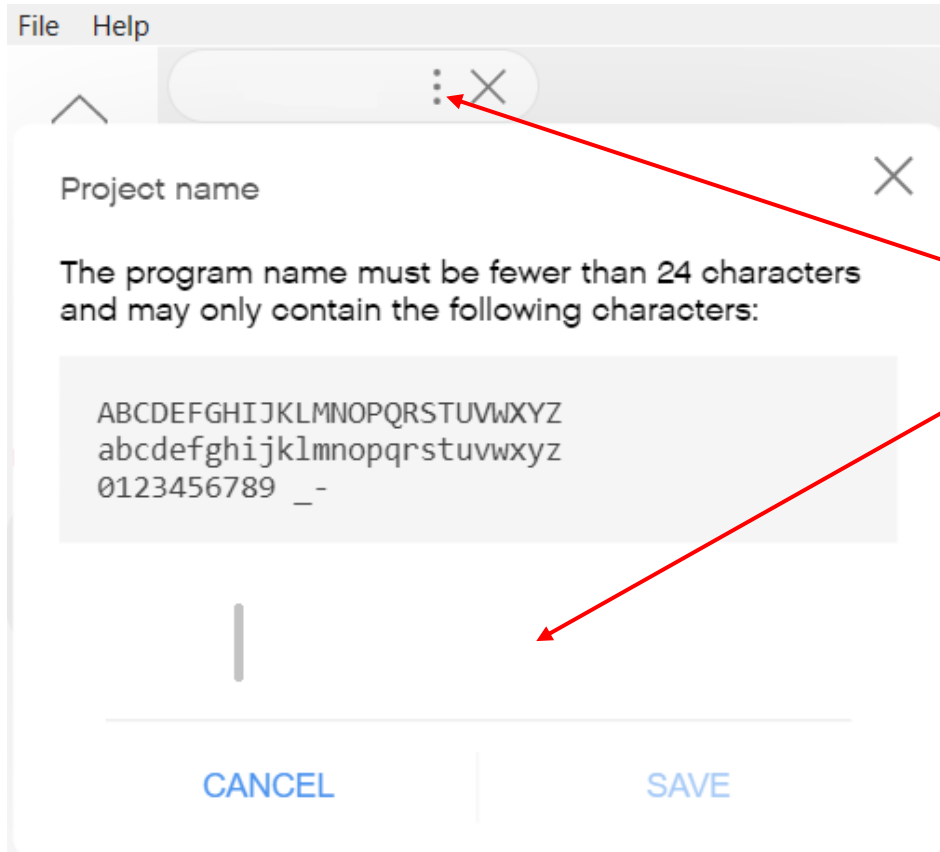 File Help
Project name
The program name must be fewer than 24 characters
and may only contain the following characters:
ABCDEFGHIJKLMNOPQRSTUVWXYZ
abcdefghijklmnopqrstuvwxyz
0123456789 _-
CANCEL SAVE